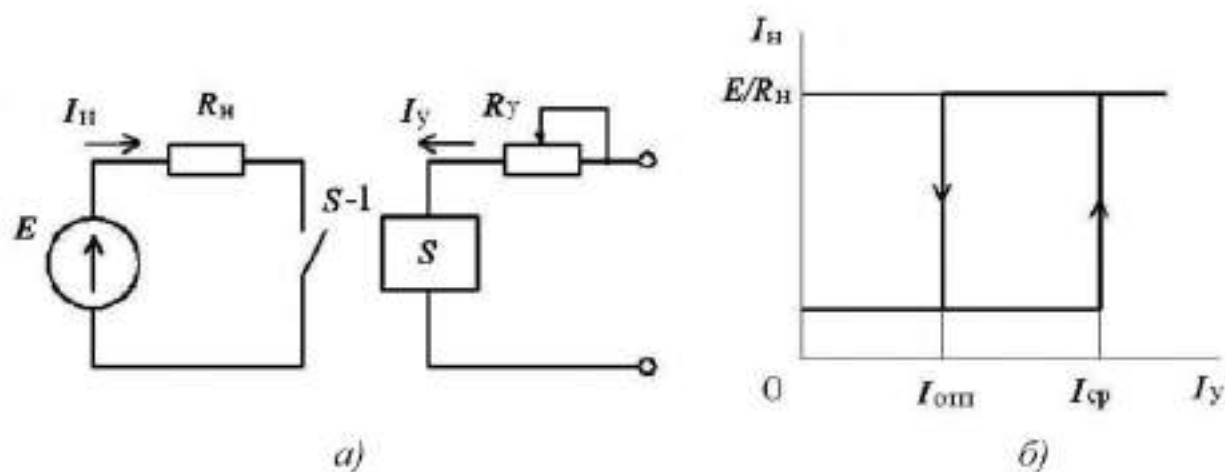 Iн
Rн
Iу
Rу
E
S-1
S
а)
Iн
E/Rн
0
Iотп
Iср
Iу
б)